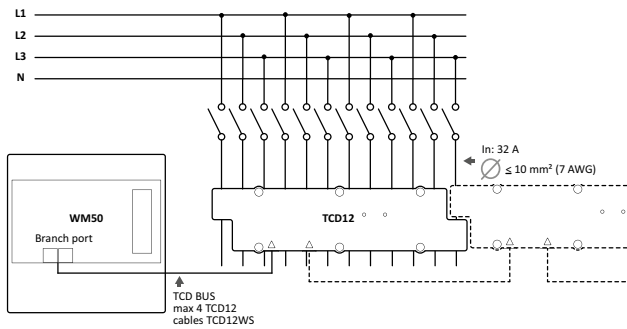 L1
L2
L3
N
In: 32 A
≤ 10 mm² (7 AWG)
WM50
TCD12
Branch port
TCD BUS
max 4 TCD12
cables TCD12WS